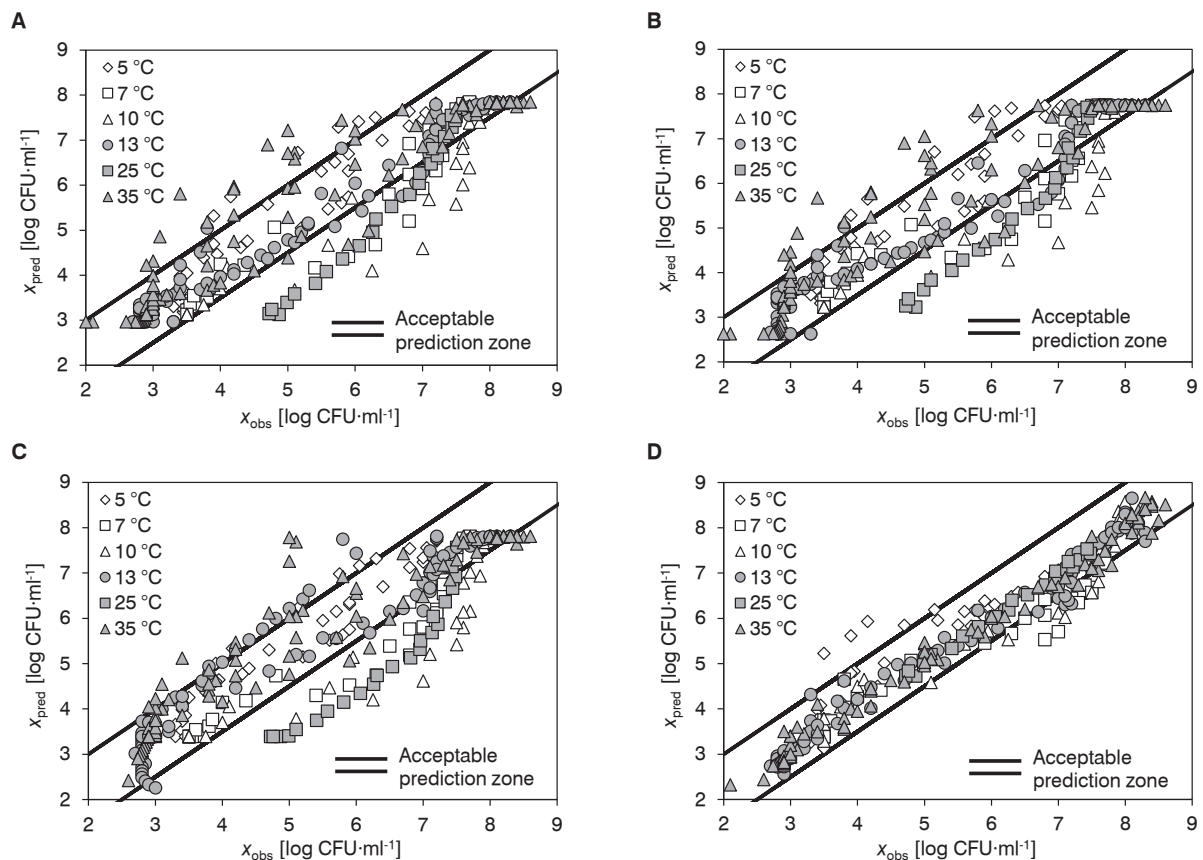 A
9
8
7
6
5
4
3
2
2
3
4
5
6
7
8
9
x_pred [log CFU·ml⁻¹]
x_obs [log CFU·ml⁻¹]
5 °C
7 °C
10 °C
13 °C
25 °C
35 °C
Acceptable
prediction zone
B
9
8
7
6
5
4
3
2
2
3
4
5
6
7
8
9
x_pred [log CFU·ml⁻¹]
x_obs [log CFU·ml⁻¹]
5 °C
7 °C
10 °C
13 °C
25 °C
35 °C
Acceptable
prediction zone
C
9
8
7
6
5
4
3
2
2
3
4
5
6
7
8
9
x_pred [log CFU·ml⁻¹]
x_obs [log CFU·ml⁻¹]
5 °C
7 °C
10 °C
13 °C
25 °C
35 °C
Acceptable
prediction zone
D
9
8
7
6
5
4
3
2
2
3
4
5
6
7
8
9
x_pred [log CFU·ml⁻¹]
x_obs [log CFU·ml⁻¹]
5 °C
7 °C
10 °C
13 °C
25 °C
35 °C
Acceptable
prediction zone